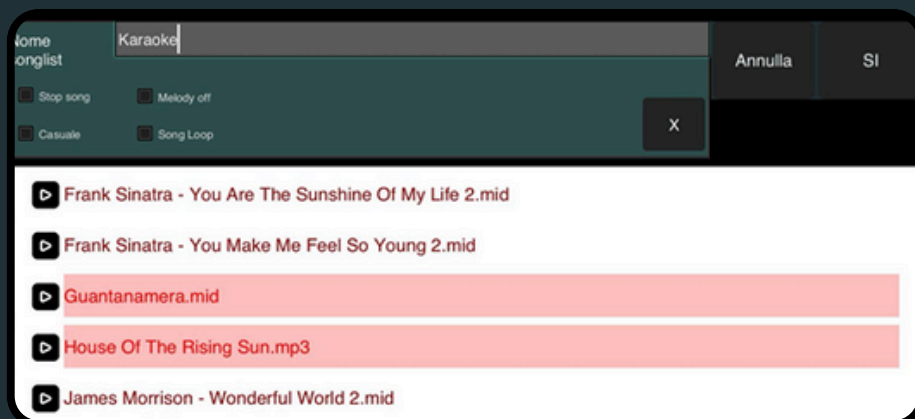 Nome
songlist
Karaoke
Annulla
SI
Stop song
Melody off
Casuale
Song Loop
X
Frank Sinatra - You Are The Sunshine Of My Life 2.mid
Frank Sinatra - You Make Me Feel So Young 2.mid
Guantanamera.mid
House Of The Rising Sun.mp3
James Morrison - Wonderful World 2.mid